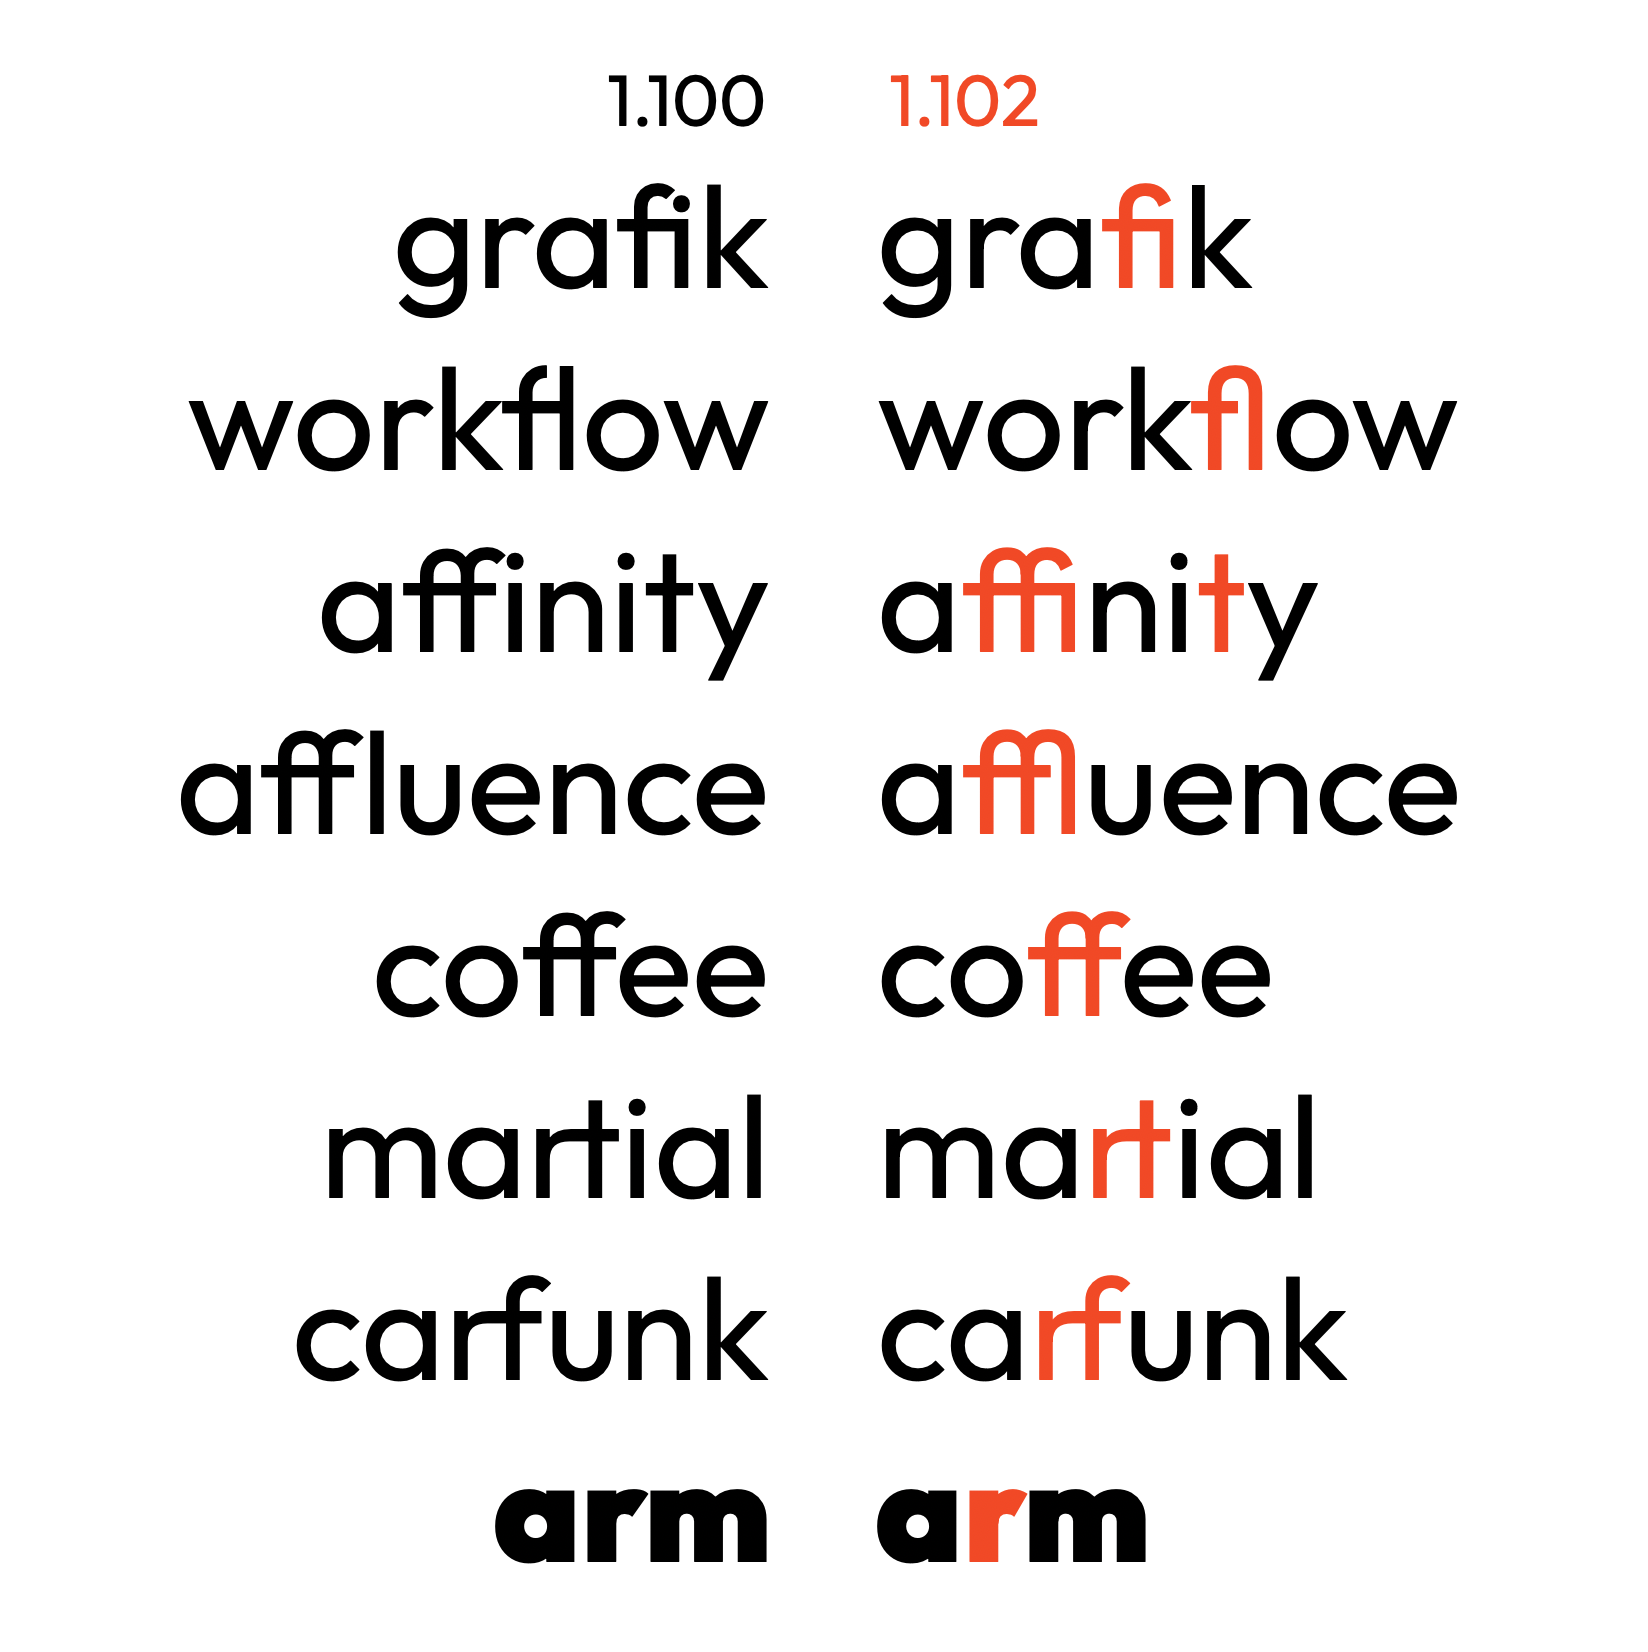 1.100 1.102
grafik grafik
workflow workflow
affinity affinity
affluence affluence
coffee coffee
martial martial
carfunk carfunk
arm arm